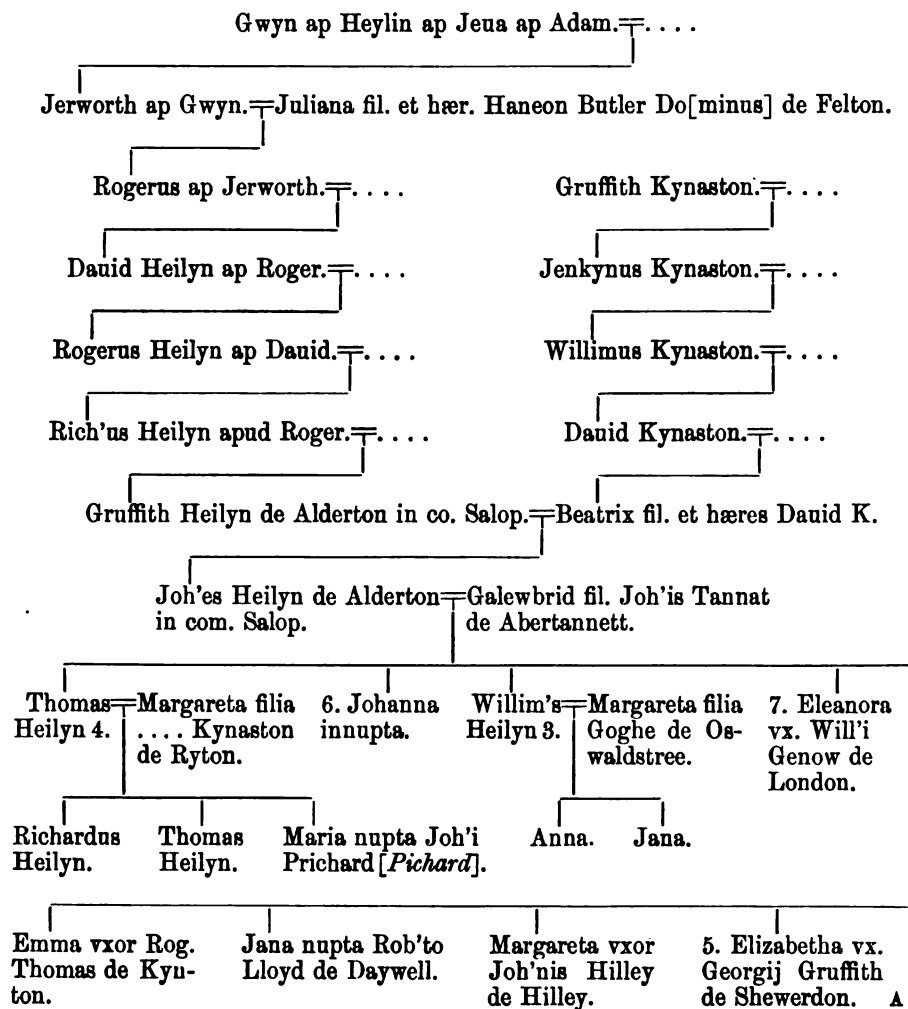 Gwyn ap Heylin ap Jeua ap Adam.=. . . .
Jerworth ap Gwyn.=Juliana fil. et hær. Haneon Butler Do[minus] de Felton.
Rogerus ap Jerworth.=. . . .
Gruffith Kynaston.=. . . .
Dauid Heilyn ap Roger.=. . . .
Jenkynus Kynaston.=. . . .
Rogerus Heilyn ap Dauid.=. . . .
Willimus Kynaston.=. . . .
Rich'us Heilyn apud Roger.=. . . .
Dauid Kynaston.=. . . .
Gruffith Heilyn de Alderton in co. Salop.=Beatrix fil. et hæres Dauid K.
Joh'es Heilyn de Alderton=Galewbrid fil. Joh'is Tannat
in com. Salop.
de Abertannett.
Thomas=Margareta filia
Heilyn 4.
. . . . Kynaston
de Ryton.
6. Johanna
innupta.
Willim's=Margareta filia
Heilyn 3.
Goghe de Os-
waldstree.
7. Eleanora
vx. Will'i
Genow de
London.
Richardus
Heilyn.
Thomas
Heilyn.
Maria nupta Joh'i
Prichard [Pichard].
Anna.
Jana.
Emma vxor Rog.
Thomas de Kyn-
ton.
Jana nupta Rob'to
Lloyd de Daywell.
Margareta vxor
Joh'nis Hilley
de Hilley.
5. Elizabetha vx.
Georgij Gruffith
de Shewerdon.
A